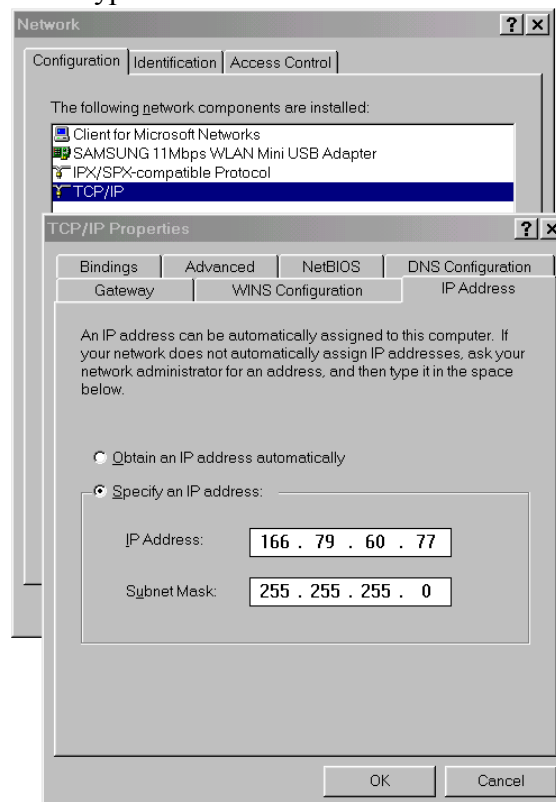 Network
Configuration Identification Access Control
The following network components are installed:
Client for Microsoft Networks
SAMSUNG 11Mbps WLAN Mini USB Adapter
IPX/SPX-compatible Protocol
TCP/IP
TCP/IP Properties
Bindings Advanced NetBIOS DNS Configuration
Gateway WINS Configuration IP Address
An IP address can be automatically assigned to this computer. If
your network does not automatically assign IP addresses, ask your
network administrator for an address, and then type it in the space
below.
Obtain an IP address automatically
Specify an IP address:
IP Address: 166 . 79 . 60 . 77
Subnet Mask: 255 . 255 . 255 . 0
OK Cancel